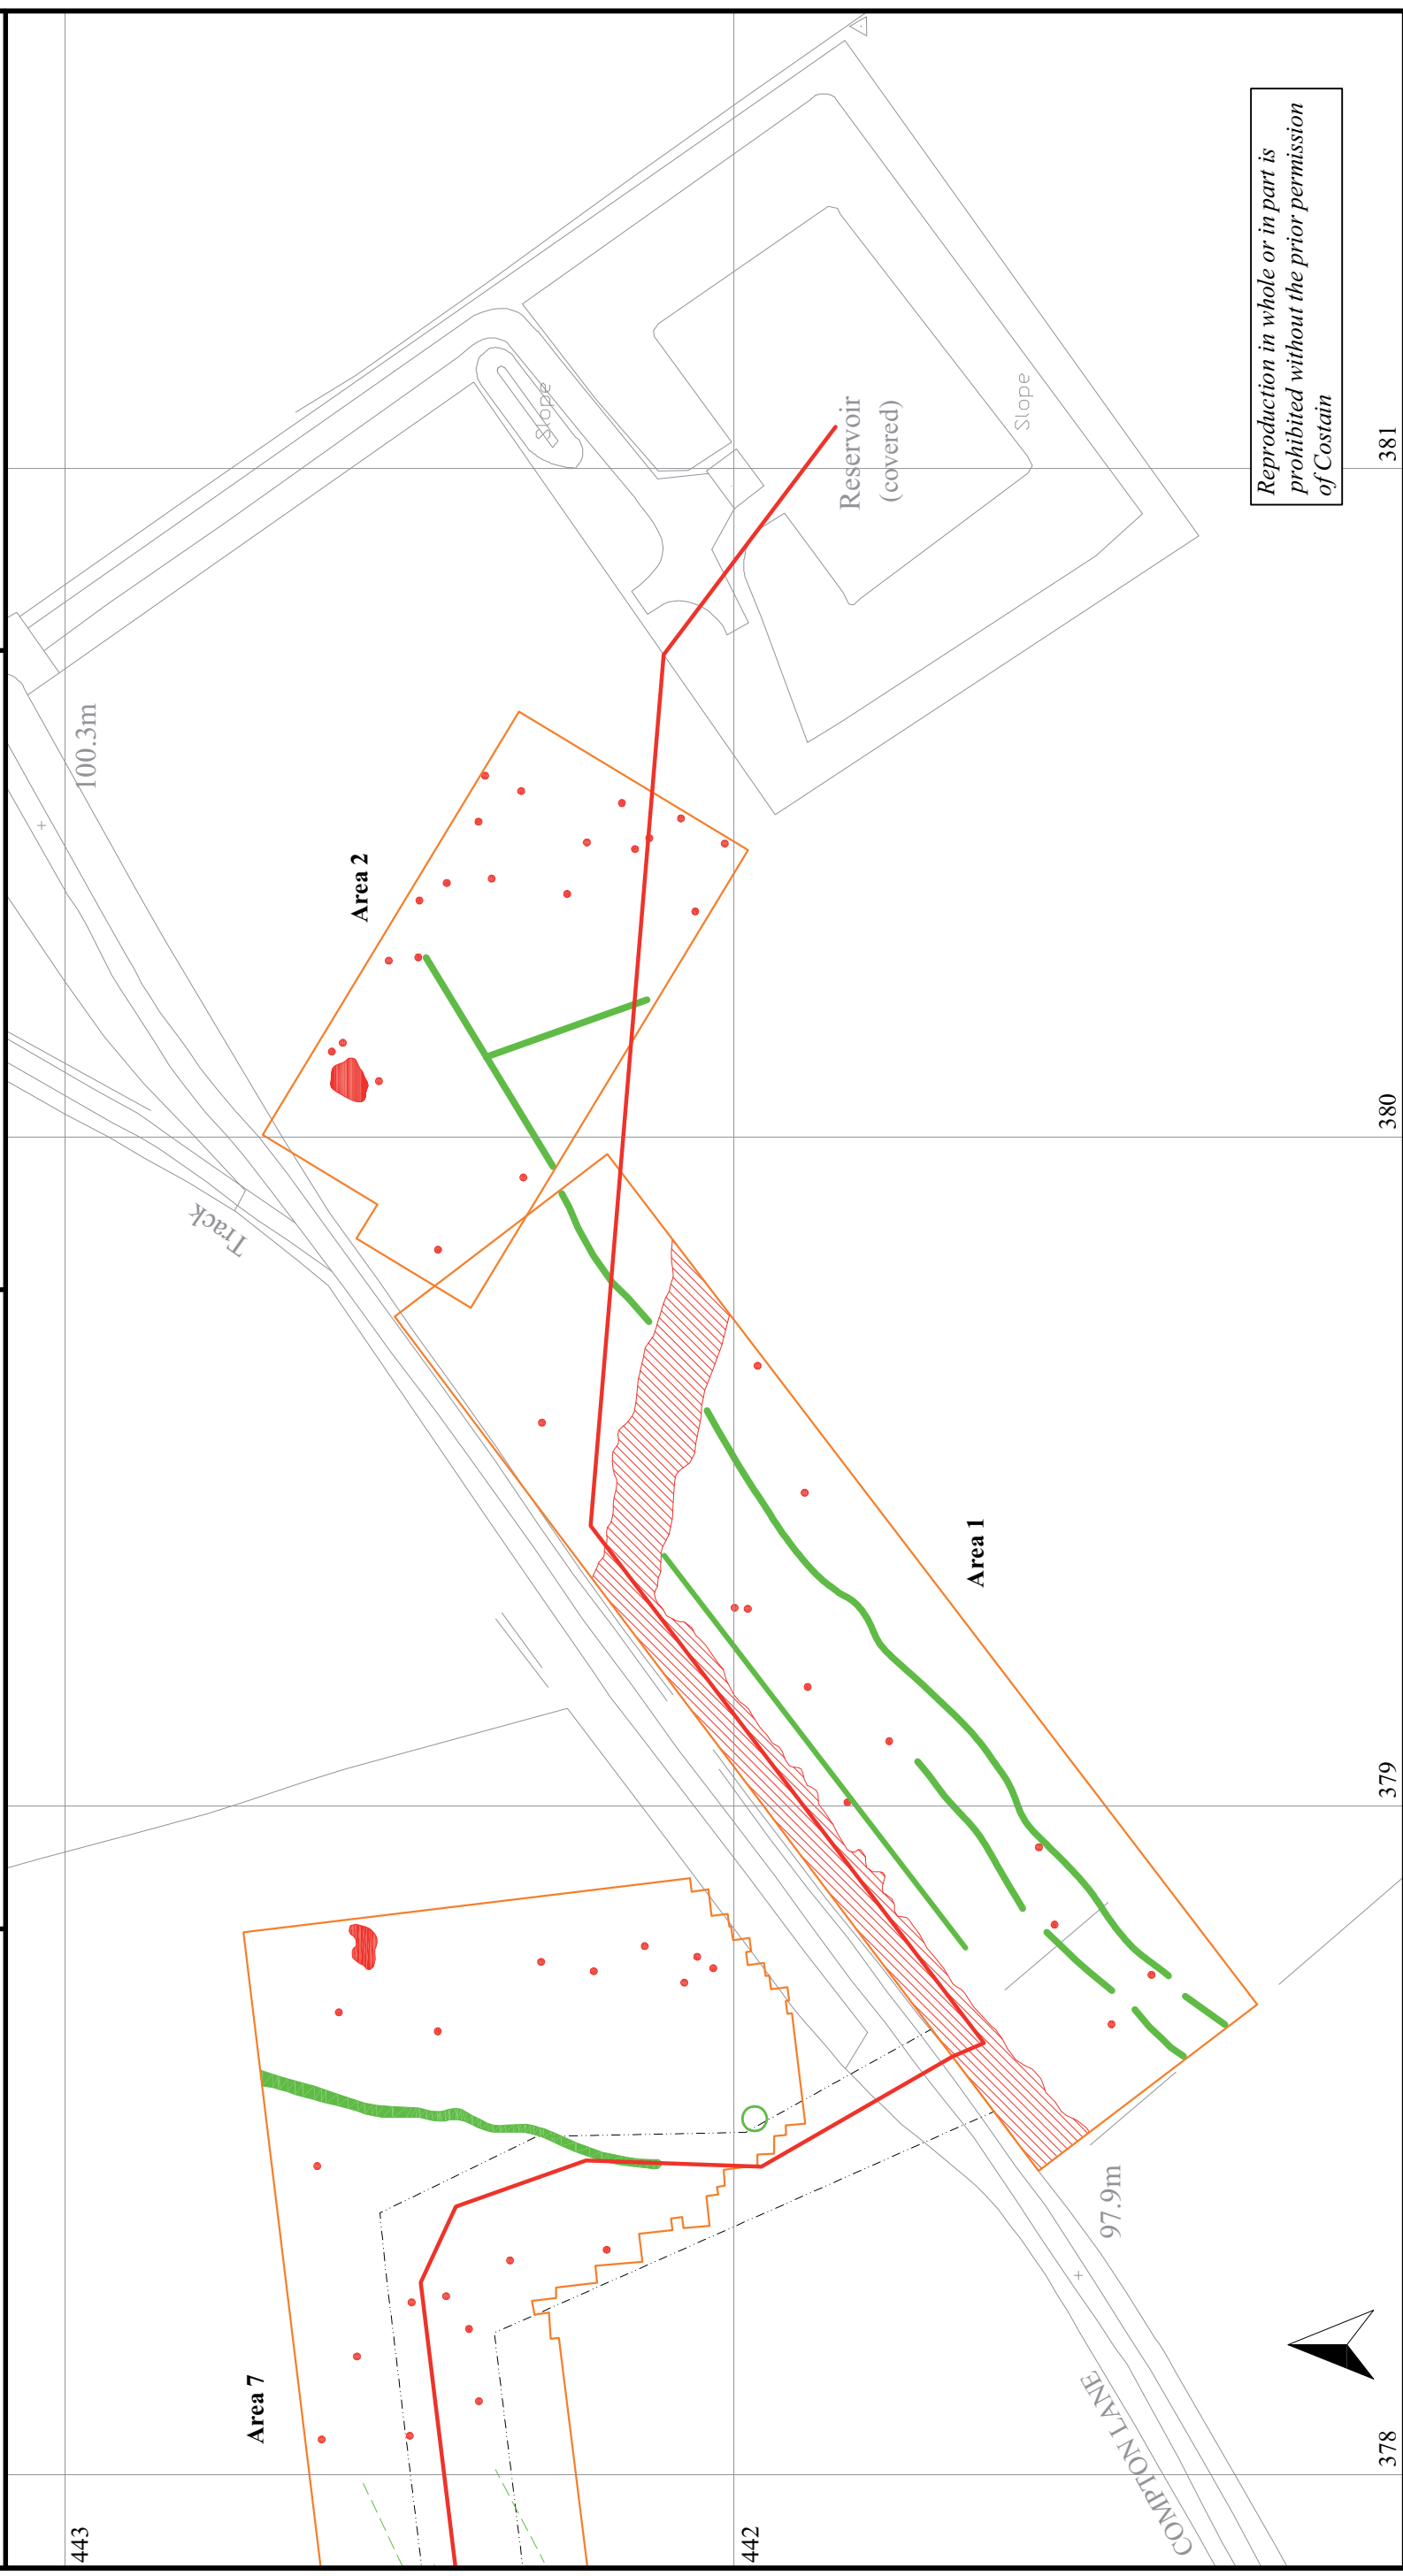 443
442
378
379
380
381
Area 7
Area 1
Area 2
Track
100.3m
97.9m
COMPTON LANE
Slope
Reservoir
(covered)
Slope
Reproduction in whole or in part is
prohibited without the prior permission
of Costain